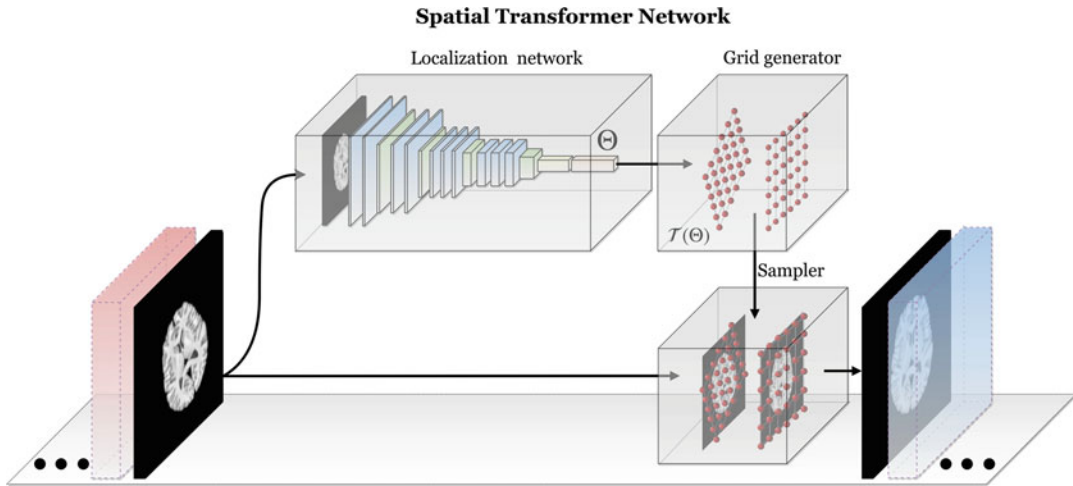 Spatial Transformer Network
Localization network
Grid generator
Θ
𝒯(Θ)
Sampler